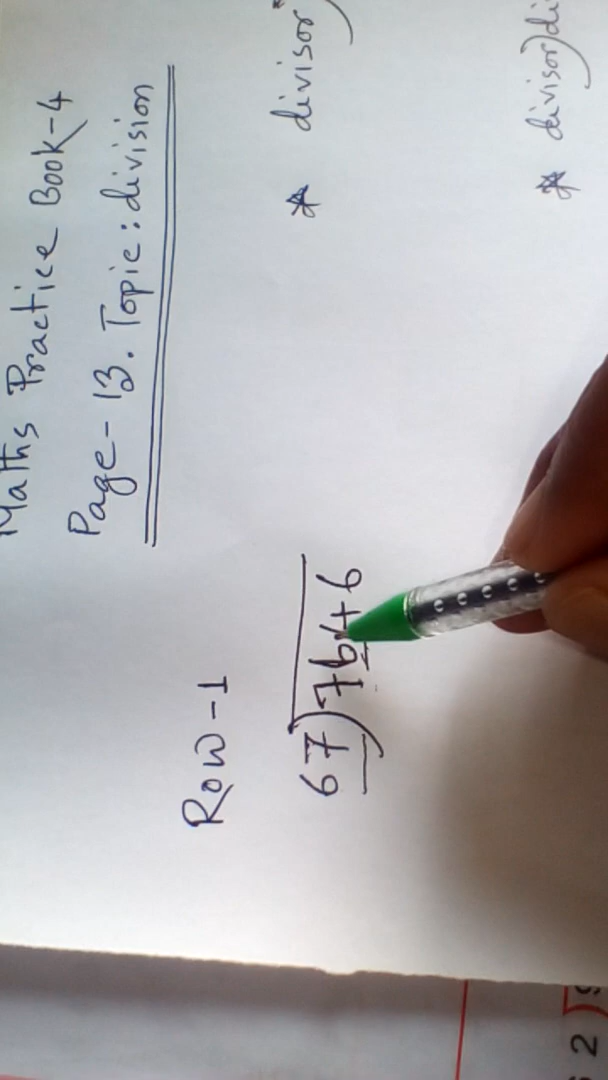 Maths Practice Book-4
Page-13. Topic: division
* divisor)
* divisor)di
Row-1
67)7646